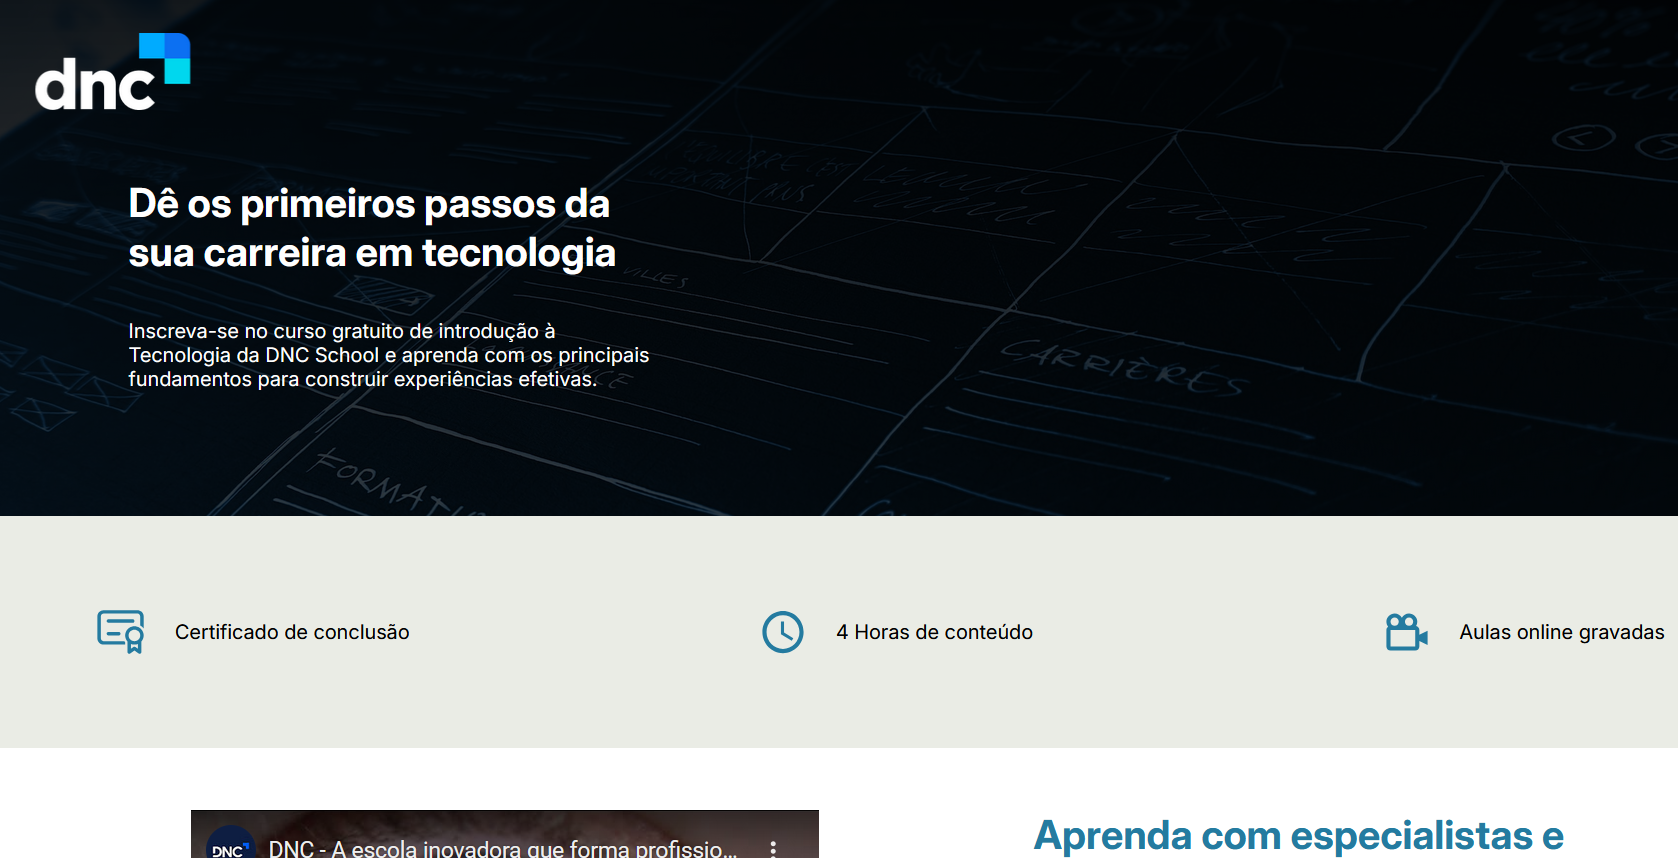 dnc
Dê os primeiros passos da
sua carreira em tecnologia
VILLES
Inscreva-se no curso gratuito de introdução à
Tecnologia da DNC School e aprenda com os principais
fundamentos para construir experiências efetivas.
CARRIÈRES
Certificado de conclusão
4 Horas de conteúdo
Aulas online gravadas
DNC
DNC - A escola inovadora que forma profissio...
Aprenda com especialistas e